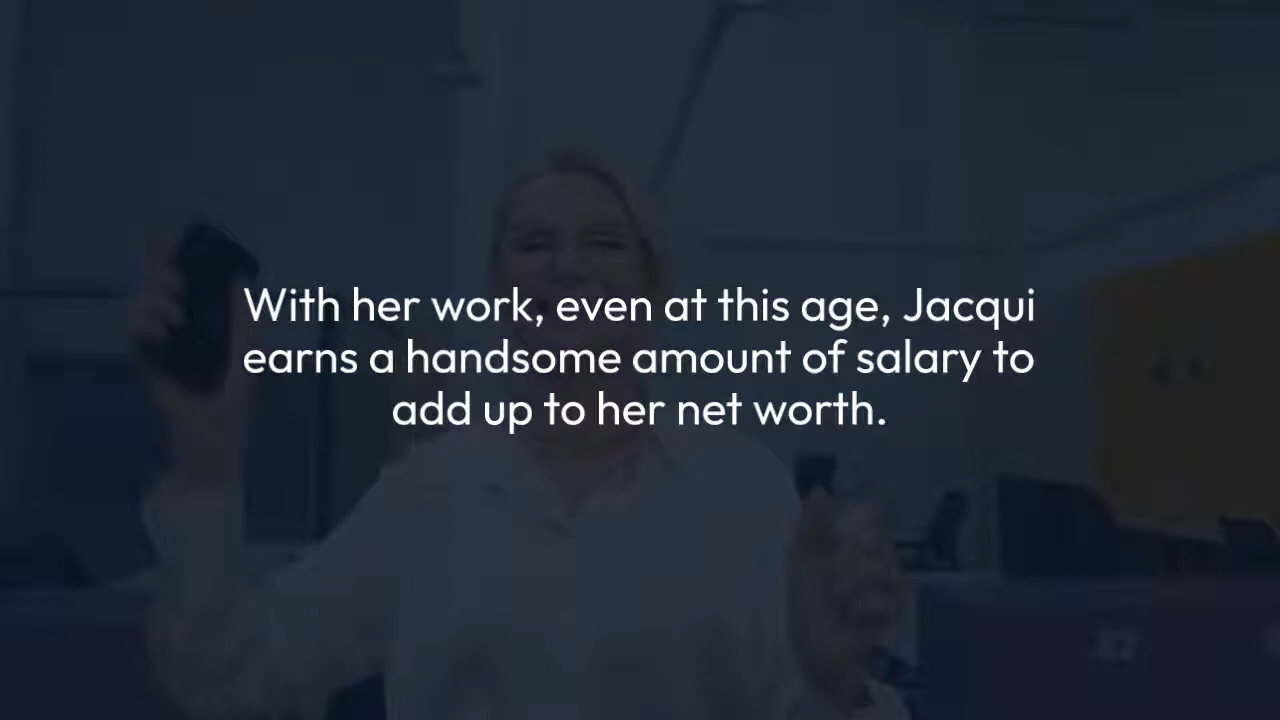 With her work, even at this age, Jacqui
earns a handsome amount of salary to
add up to her net worth.